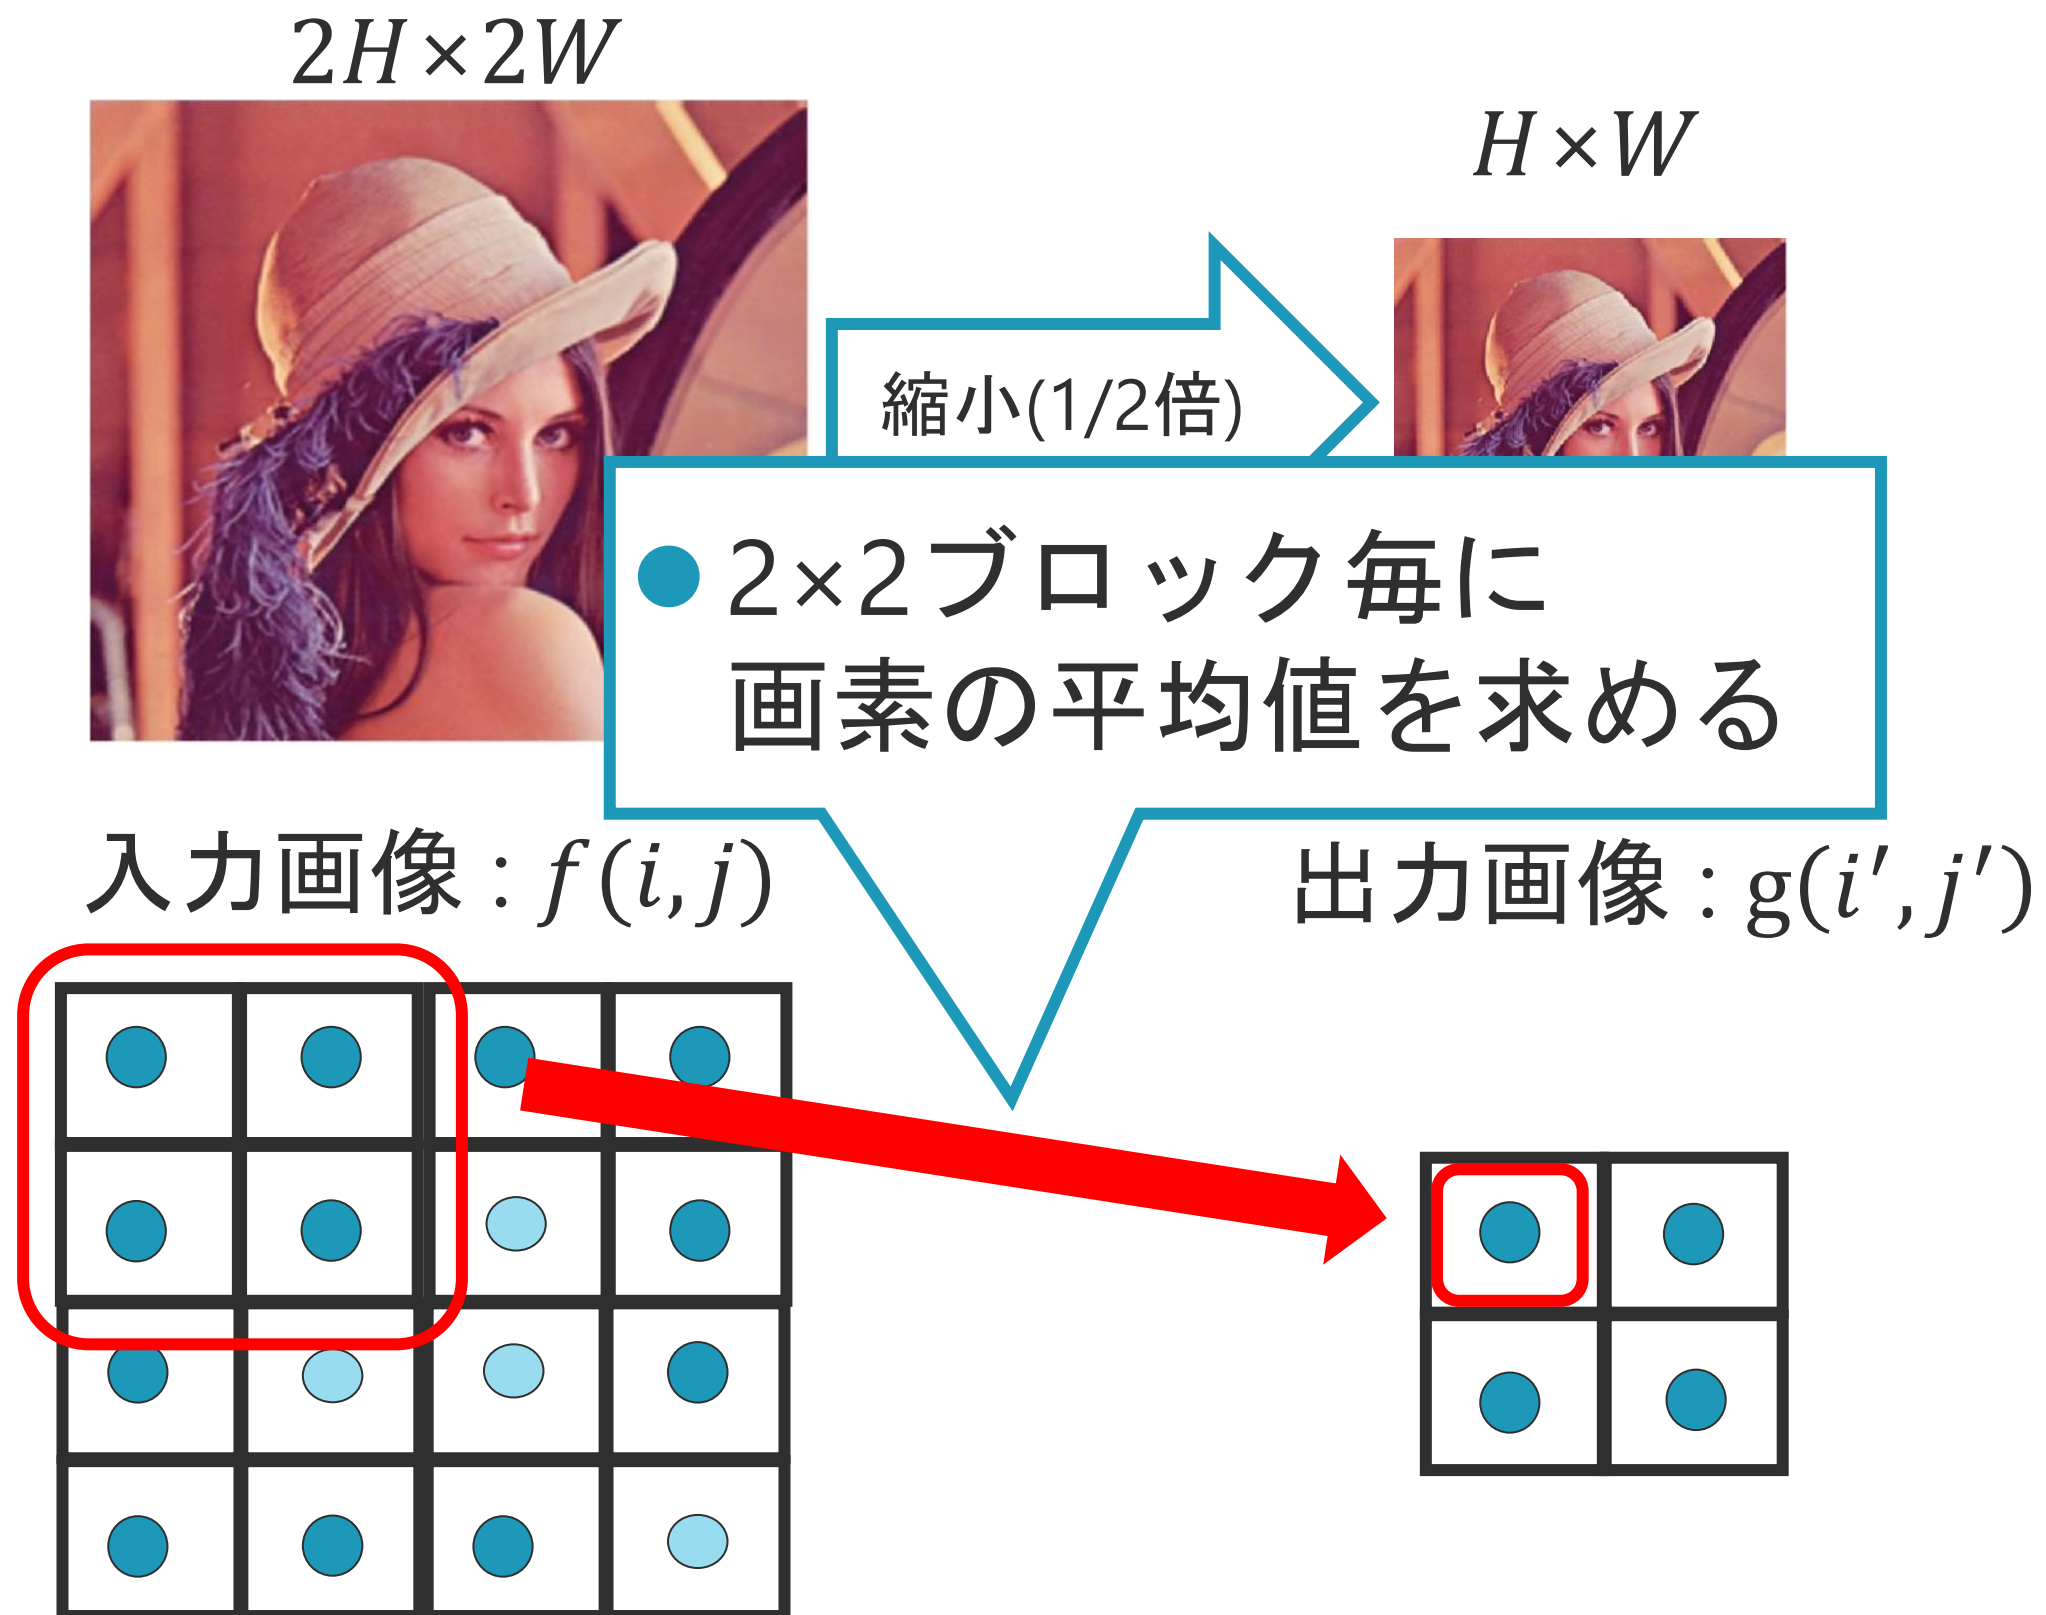 2H×2W
H×W
縮小(1/2倍)
●2×2ブロック毎に
画素の平均値を求める
入力画像 : f(i,j)
出力画像 : g(i′,j′)